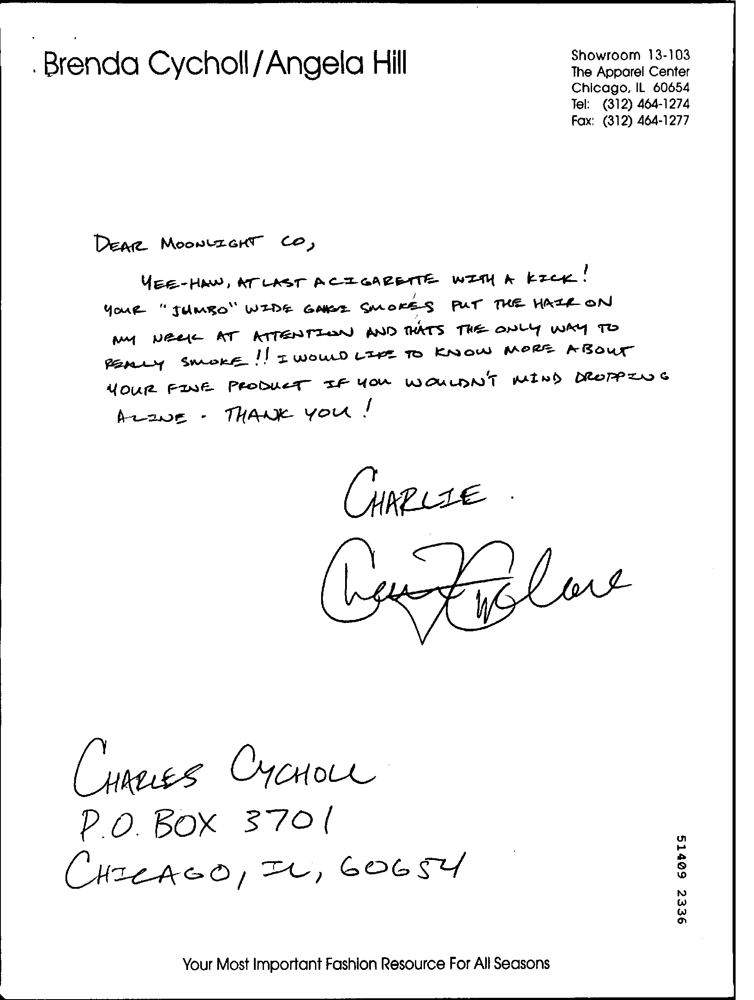 Brenda Cycholl/Angela Hill
Showroom 13-103
The Apparel Center
Chicago, IL 60654
Tel: (312) 464-1274
Fax: (312) 464-1277
DEAR MOONLIGHT CO,
YEE-HAW, AT LAST A CIGARETTE WITH A KICK!
YOUR "JUMBO" WIDE GAUGE SMOKES PUT THE HAIR ON
MY NECK AT ATTENTION AND THATS THE ONLY WAY TO
REALLY SMOKE!! I WOULD LIKE TO KNOW MORE ABOUT
YOUR FINE PRODUCT IF YOU WOULDN'T MIND DROPPING
A LINE - THANK YOU!
CHARLIE
CHARLES CYCHOLL
P.O. BOX 3701
CHICAGO, IL, 60654
51409 2336
Your Most Important Fashion Resource For All Seasons